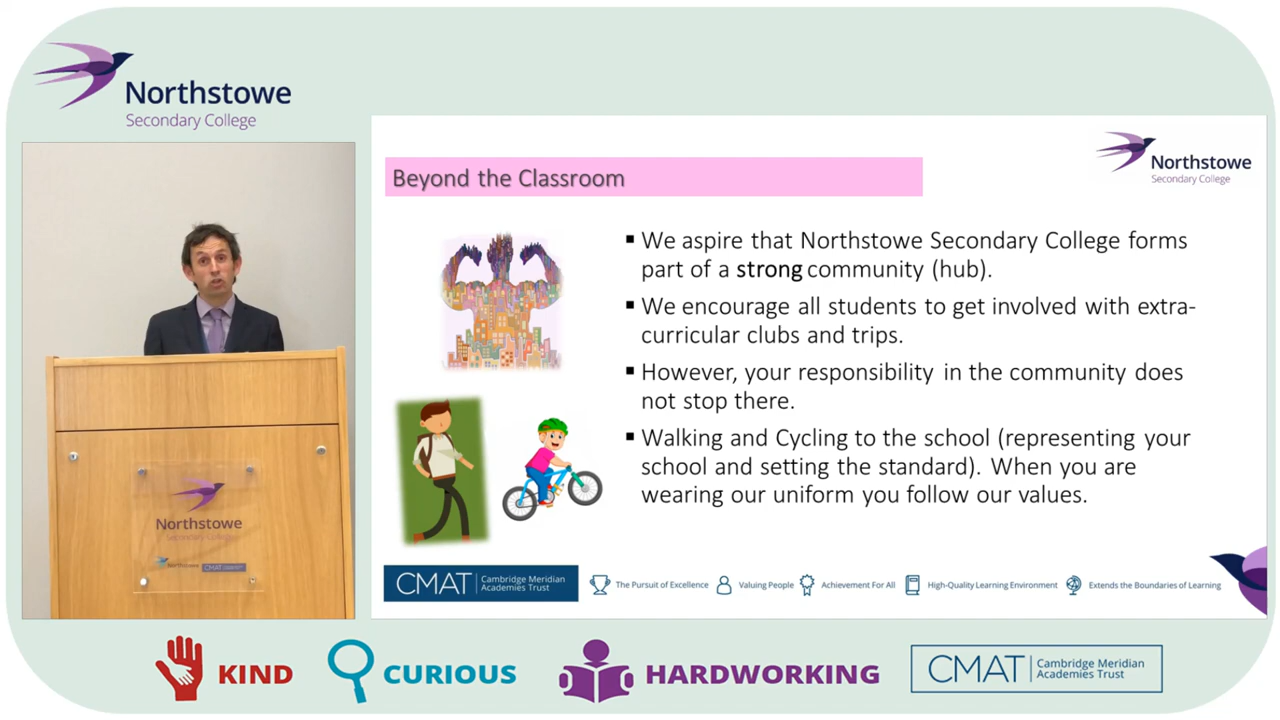 Northstowe
Secondary College
Northstowe
Secondary College
Beyond the Classroom
▪ We aspire that Northstowe Secondary College forms
part of a strong community (hub).
▪ We encourage all students to get involved with extra-
curricular clubs and trips.
▪ However, your responsibility in the community does
not stop there.
▪ Walking and Cycling to the school (representing your
school and setting the standard). When you are
wearing our uniform you follow our values.
Northstowe
Secondary College
Northstowe CMAT
CMAT Cambridge Meridian
Academies Trust
The Pursuit of Excellence
Valuing People
Achievement For All
High-Quality Learning Environment
Extends the Boundaries of Learning
KIND
CURIOUS
HARDWORKING
CMAT Cambridge Meridian
Academies Trust